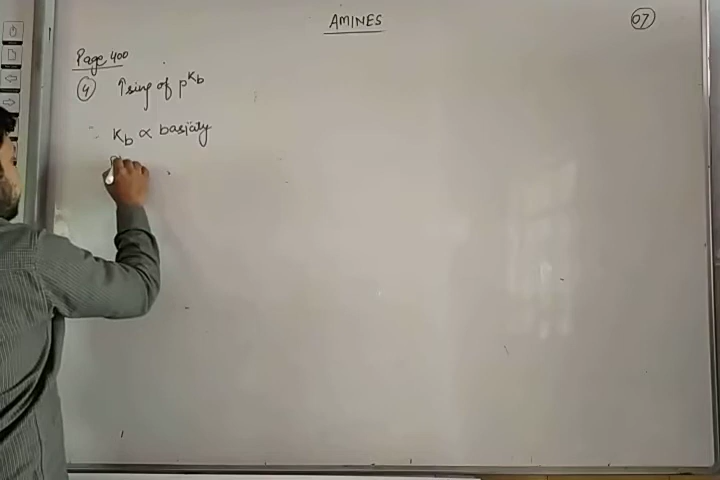 AMINES
07
Page 400
4 ↑sing of pKb
∴ Kb ∝ basicity